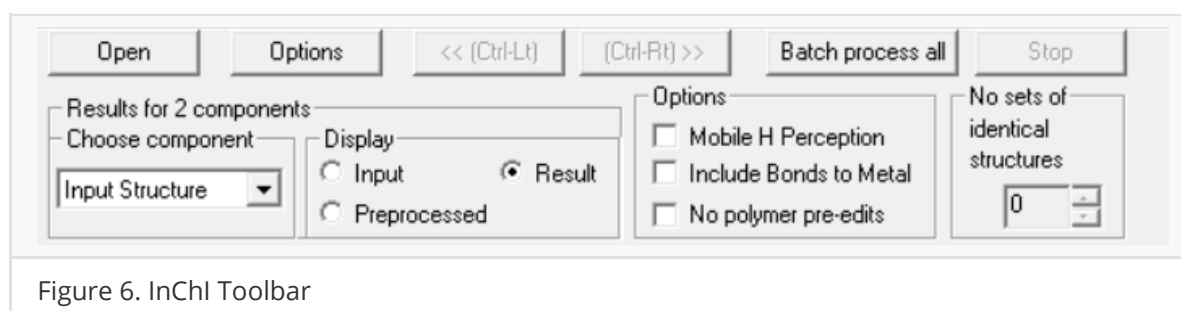 Open Options << (Ctrl-Lt) (Ctrl-Rt) >> Batch process all Stop
Results for 2 components
Choose component
Input Structure
Display
Input Result
Preprocessed
Options
Mobile H Perception
Include Bonds to Metal
No polymer pre-edits
No sets of
identical
structures
0
Figure 6. InChI Toolbar